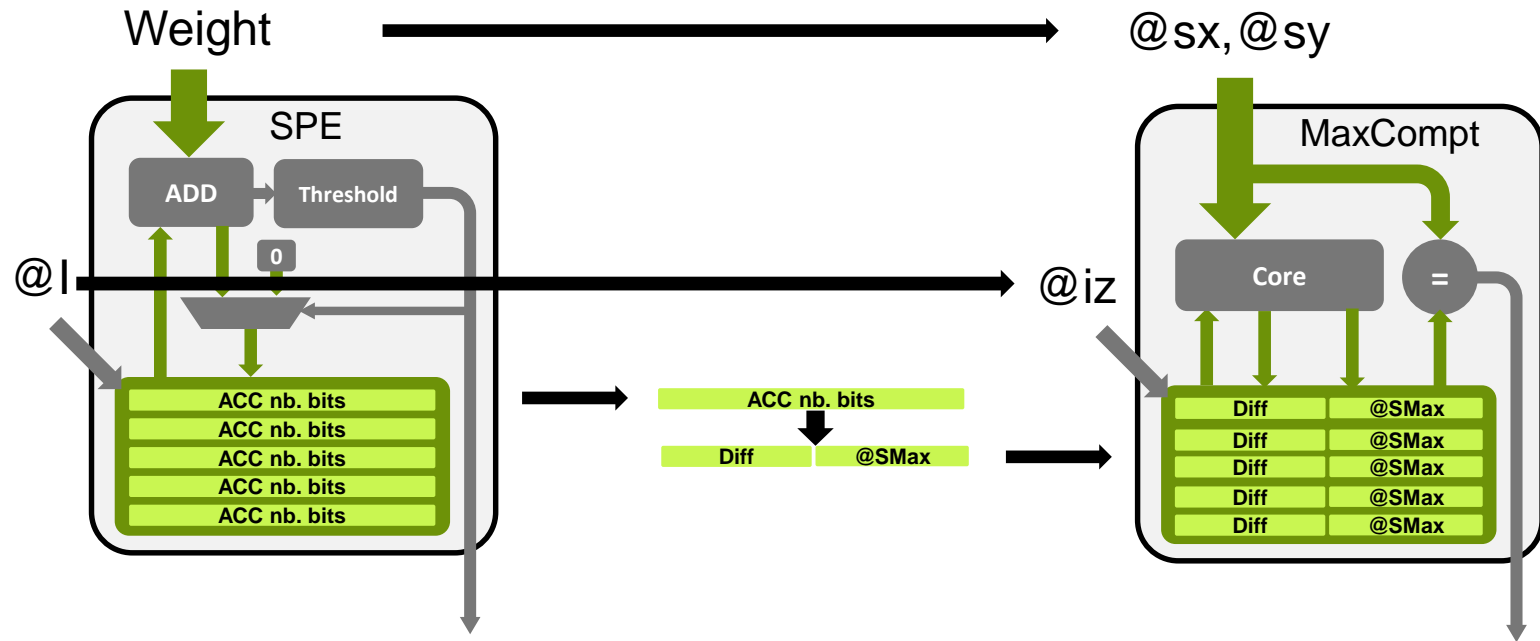 Weight
@sx,@sy
SPE
MaxCompt
ADD
Threshold
0
@I
@iz
Core
=
ACC nb. bits
ACC nb. bits
ACC nb. bits
ACC nb. bits
ACC nb. bits
ACC nb. bits
Diff @SMax
Diff @SMax
Diff @SMax
Diff @SMax
Diff @SMax
Diff @SMax